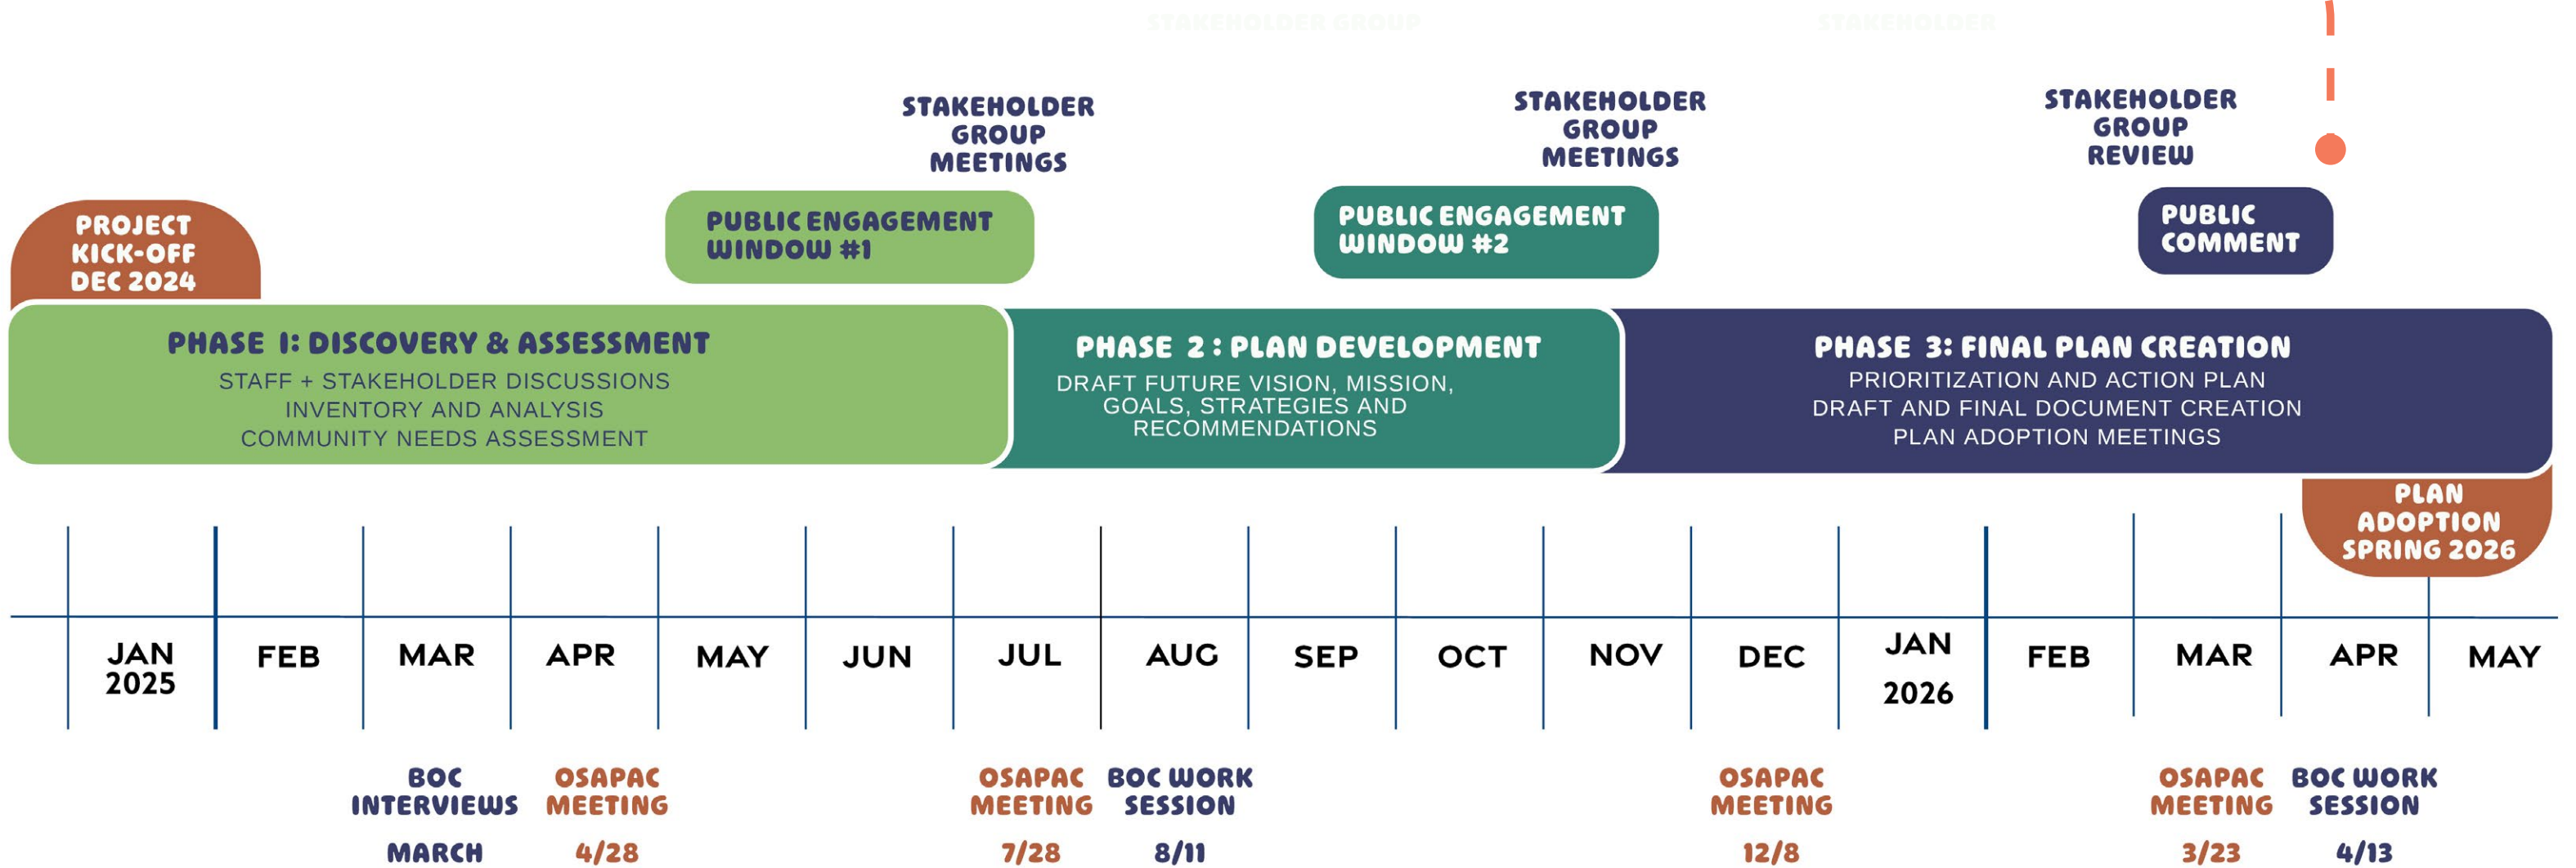 STAKEHOLDER GROUP
STAKEHOLDER
STAKEHOLDER
GROUP
MEETINGS
STAKEHOLDER
GROUP
MEETINGS
STAKEHOLDER
GROUP
REVIEW
PROJECT
KICK-OFF
DEC 2024
PUBLIC ENGAGEMENT
WINDOW #1
PUBLIC ENGAGEMENT
WINDOW #2
PUBLIC
COMMENT
PHASE 1: DISCOVERY & ASSESSMENT
STAFF + STAKEHOLDER DISCUSSIONS
INVENTORY AND ANALYSIS
COMMUNITY NEEDS ASSESSMENT
PHASE 2 : PLAN DEVELOPMENT
DRAFT FUTURE VISION, MISSION,
GOALS, STRATEGIES AND
RECOMMENDATIONS
PHASE 3: FINAL PLAN CREATION
PRIORITIZATION AND ACTION PLAN
DRAFT AND FINAL DOCUMENT CREATION
PLAN ADOPTION MEETINGS
PLAN
ADOPTION
SPRING 2026
JAN
2025
FEB
MAR
APR
MAY
JUN
JUL
AUG
SEP
OCT
NOV
DEC
JAN
2026
FEB
MAR
APR
MAY
BOC
INTERVIEWS
MARCH
OSAPAC
MEETING
4/28
OSAPAC
MEETING
7/28
BOC WORK
SESSION
8/11
OSAPAC
MEETING
12/8
OSAPAC
MEETING
3/23
BOC WORK
SESSION
4/13